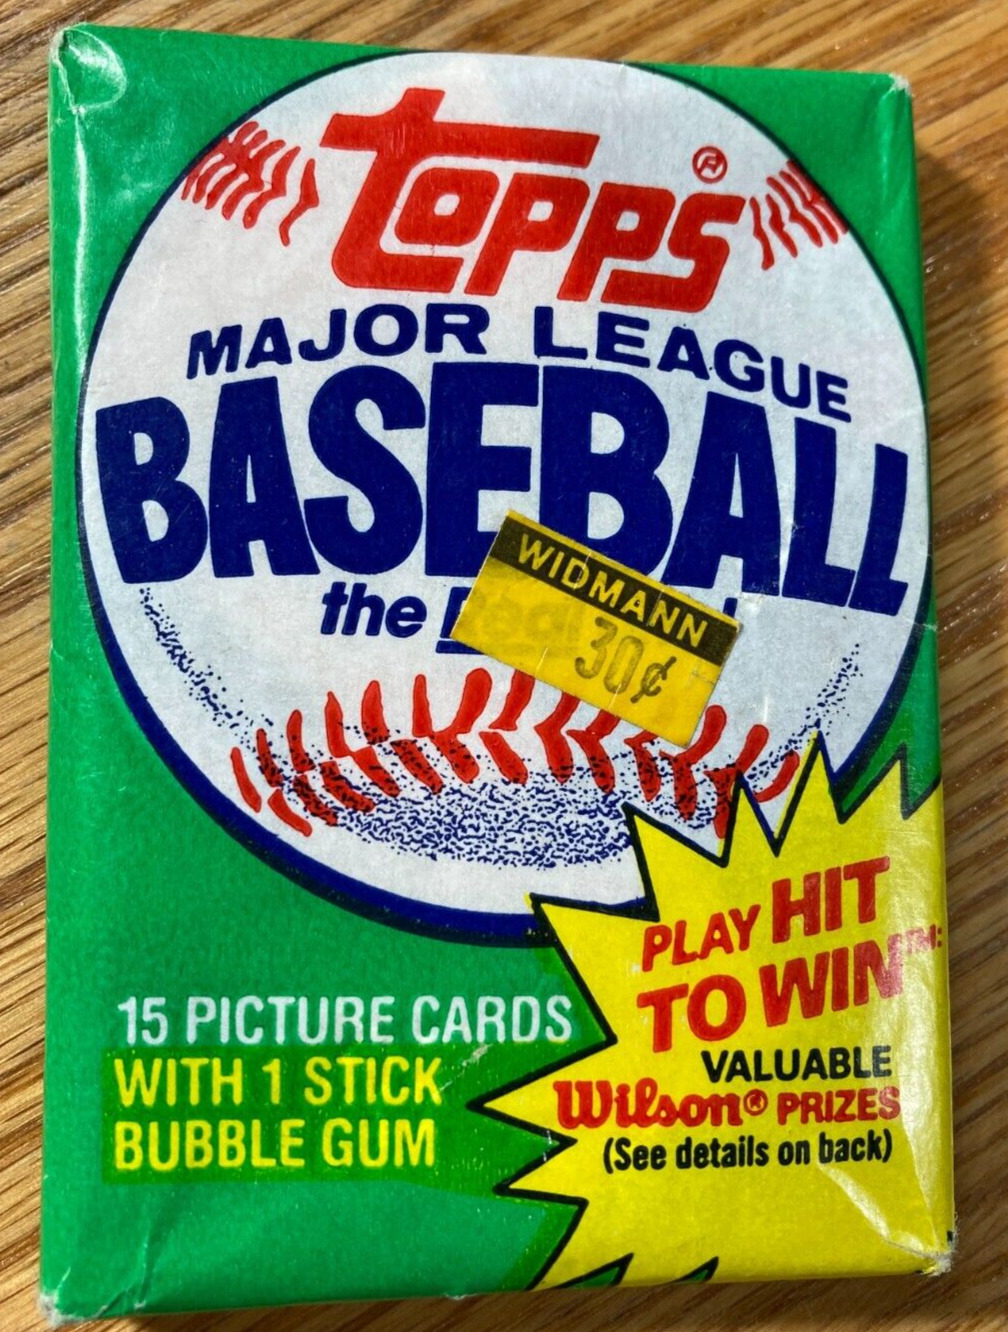 Topps®
MAJOR LEAGUE
BASEBALL
the Real
WIDMANN
30¢
PLAY HIT
TO WIN™:
VALUABLE
Wilson® PRIZES
(See details on back)
15 PICTURE CARDS
WITH 1 STICK
BUBBLE GUM